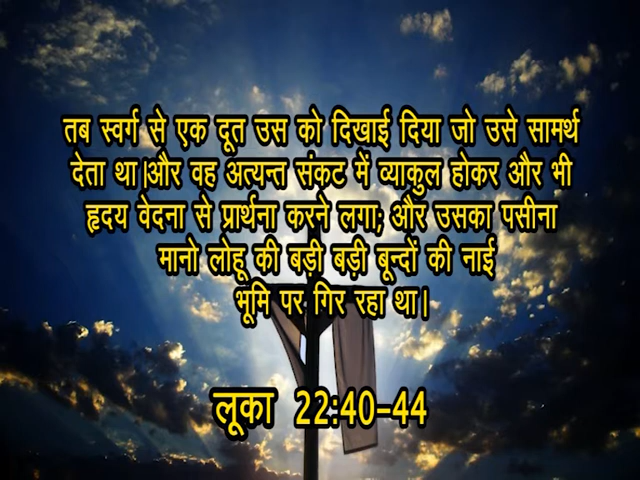 तब स्वर्ग से एक दूत उस को दिखाई दिया जो उसे सामर्थ
देता था।और वह अत्यन्त संकट में व्याकुल होकर और भी
हृदय वेदना से प्रार्थना करने लगा; और उसका पसीना
मानो लोहू की बड़ी बड़ी बून्दों की नाई
भूमि पर गिर रहा था।
लूका 22:40-44